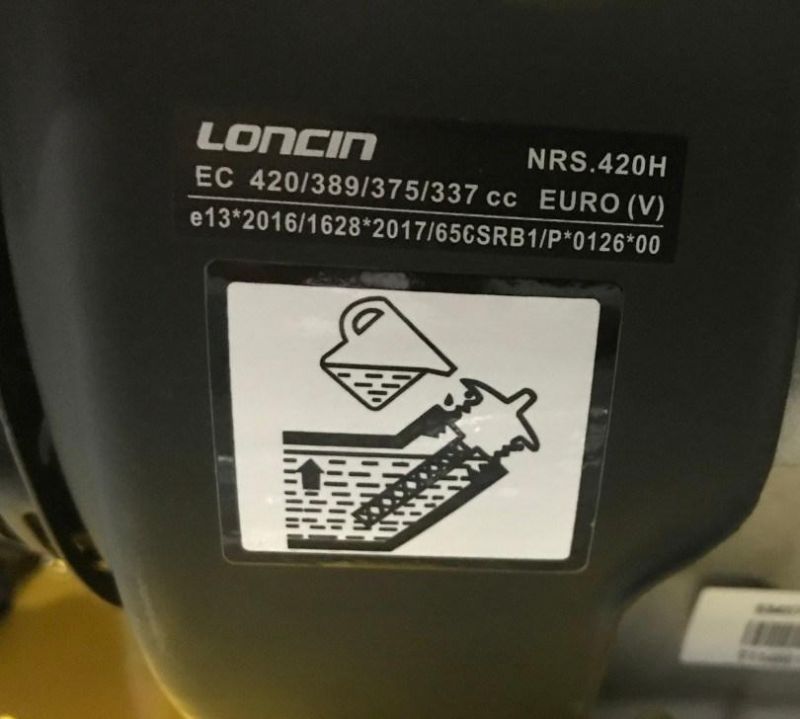 LONCIN
NRS.420H
EC 420/389/375/337 cc EURO (V)
e13*2016/1628*2017/656SRB1/P*0126*00